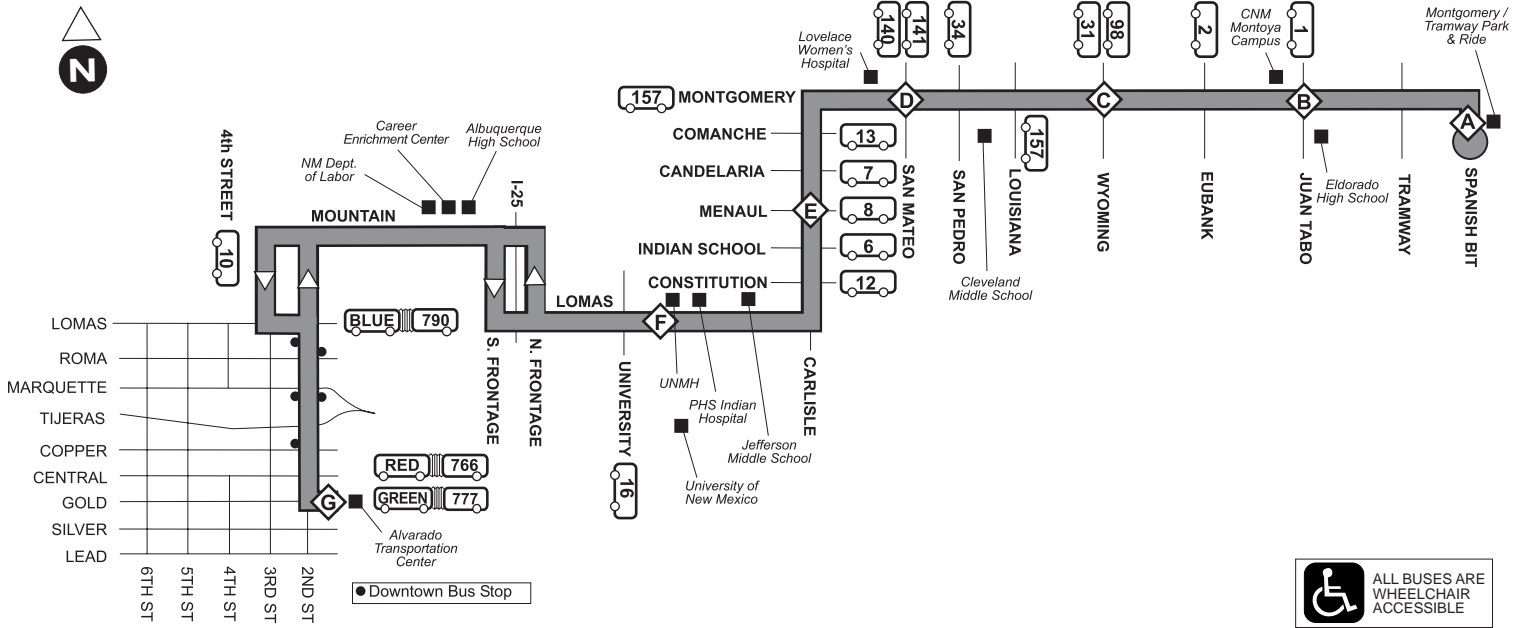 N
140
141
34
31
98
2
CNM
Montoya
Campus
1
Montgomery /
Tramway Park
& Ride
Lovelace
Women's
Hospital
157
MONTGOMERY
D
C
B
A
COMANCHE
13
157
CANDELARIA
7
MENAUL
E
8
INDIAN SCHOOL
6
CONSTITUTION
12
SAN MATEO
SAN PEDRO
LOUISIANA
WYOMING
EUBANK
JUAN TABO
TRAMWAY
SPANISH BIT
Eldorado
High School
Cleveland
Middle School
4th STREET
10
Career
Enrichment Center
Albuquerque
High School
NM Dept.
of Labor
I-25
MOUNTAIN
LOMAS
F
S. FRONTAGE
N. FRONTAGE
UNIVERSITY
16
CARLISLE
UNMH
PHS Indian
Hospital
Jefferson
Middle School
University of
New Mexico
LOMAS
BLUE
790
ROMA
MARQUETTE
TIJERAS
COPPER
CENTRAL
GOLD
SILVER
LEAD
RED
766
GREEN
777
G
Alvarado
Transportation
Center
6TH ST
5TH ST
4TH ST
3RD ST
2ND ST
Downtown Bus Stop
ALL BUSES ARE
WHEELCHAIR
ACCESSIBLE